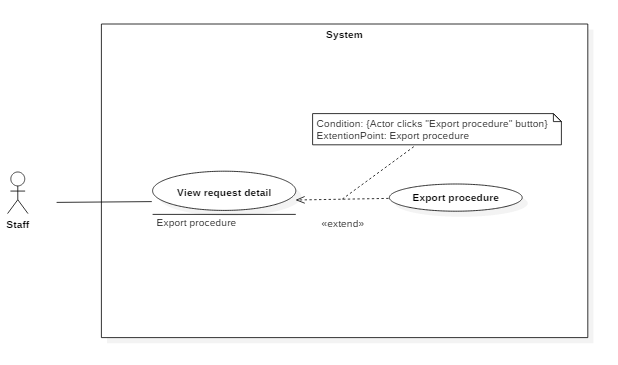 System
Condition: {Actor clicks "Export procedure" button}
ExtentionPoint: Export procedure
View request detail
Export procedure
Export procedure
«extend»
Staff